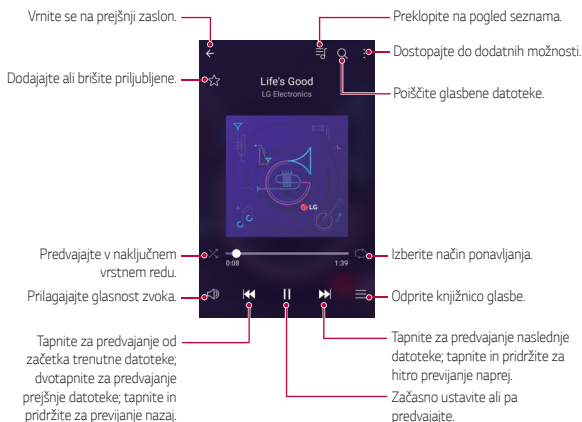 Vrnite se na prejšnji zaslon.
Dodajajte ali brišite priljubljene.
Predvajajte v naključnem
vrstnem redu.
Prilagajajte glasnost zvoka.
Tapnite za predvajanje od
začetka trenutne datoteke;
dvotapnite za predvajanje
prejšnje datoteke; tapnite in
pridržite za previjanje nazaj.
Life's Good
LG Electronics
LG
0:08
1:39
Preklopite na pogled seznama.
Dostopajte do dodatnih možnosti.
Poiščite glasbene datoteke.
Izberite način ponavljanja.
Odprite knjižnico glasbe.
Tapnite za predvajanje naslednje
datoteke; tapnite in pridržite za
hitro previjanje naprej.
Začasno ustavite ali pa
predvajajte.